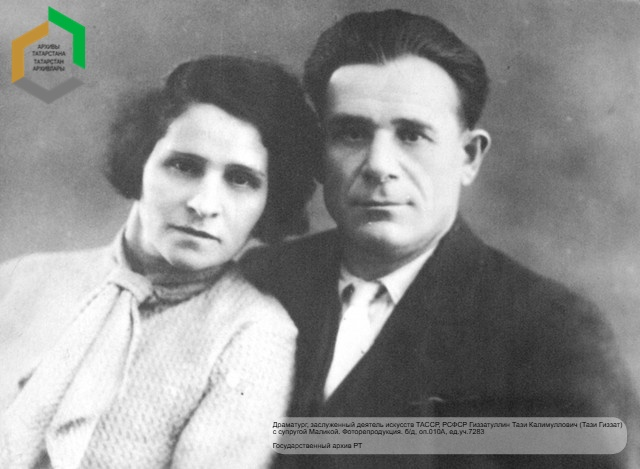 АРХИВЫ
ТАТАРСТАНА
ТАТАРСТАН
АРХИВЛАРЫ
Драматург, заслуженный деятель искусств ТАССР, РСФСР Гиззатуллин Тази Калимуллович (Тази Гиззат)
с супругой Маликой. Фоторепродукция. б/д, оп.010А, ед.уч.7283
Государственный архив РТ